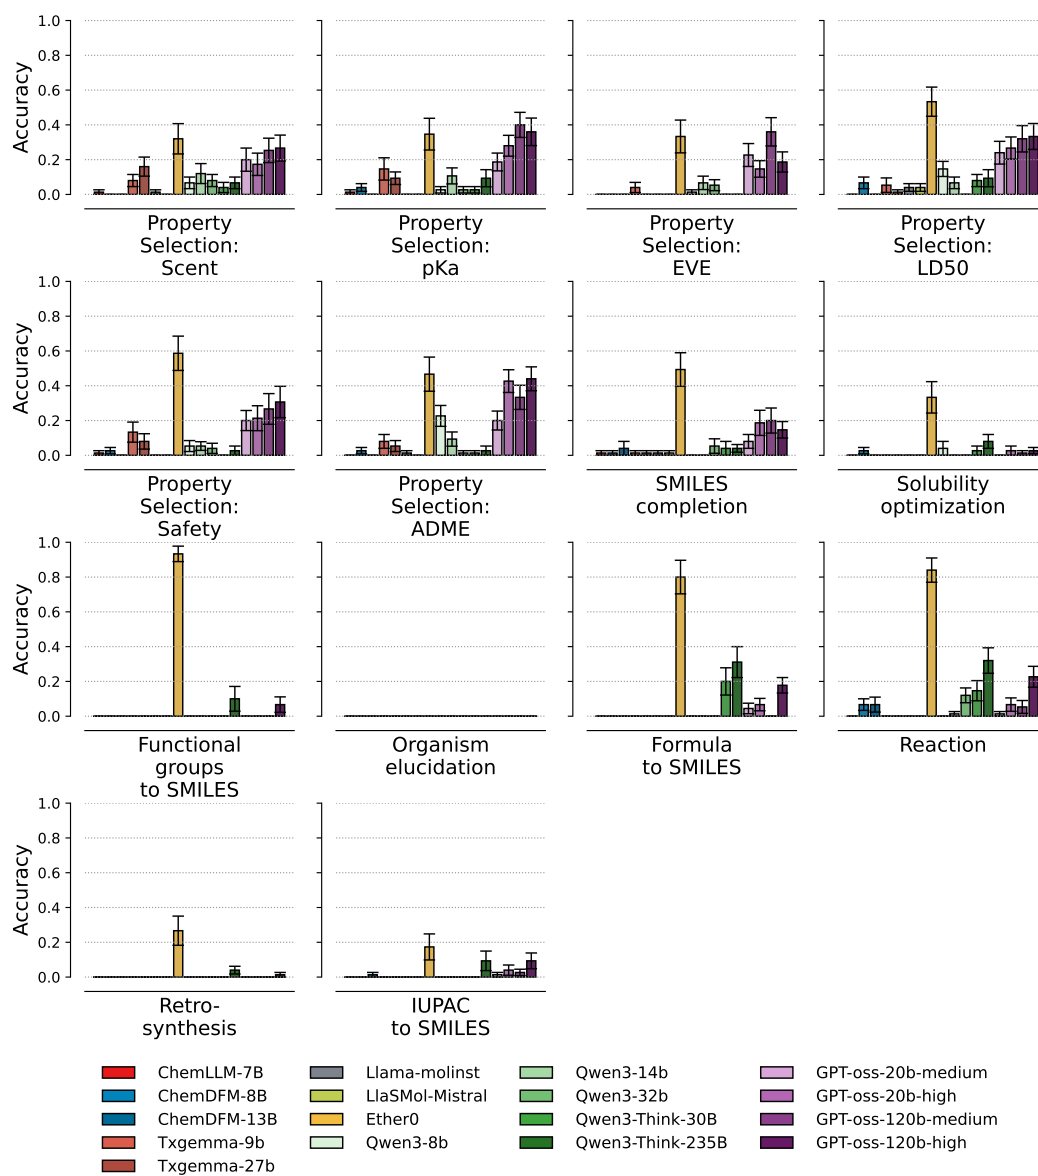 1.0
0.8
0.6
0.4
0.2
0.0
Accuracy
Property
Selection:
Scent
Property
Selection:
pKa
Property
Selection:
EVE
Property
Selection:
LD50
1.0
0.8
0.6
0.4
0.2
0.0
Accuracy
Property
Selection:
Safety
Property
Selection:
ADME
SMILES
completion
Solubility
optimization
1.0
0.8
0.6
0.4
0.2
0.0
Accuracy
Functional
groups
to SMILES
Organism
elucidation
Formula
to SMILES
Reaction
1.0
0.8
0.6
0.4
0.2
0.0
Accuracy
Retro-
synthesis
IUPAC
to SMILES
ChemLLM-7B
ChemDFM-8B
ChemDFM-13B
Txgemma-9b
Txgemma-27b
Llama-molinst
LlaSMol-Mistral
Ether0
Qwen3-8b
Qwen3-14b
Qwen3-32b
Qwen3-Think-30B
Qwen3-Think-235B
GPT-oss-20b-medium
GPT-oss-20b-high
GPT-oss-120b-medium
GPT-oss-120b-high